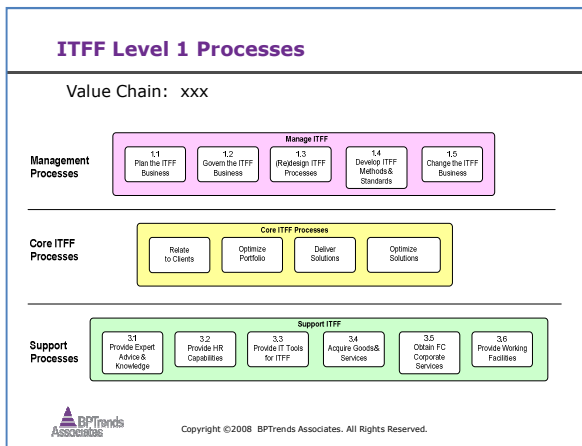 ITFF Level 1 Processes
Value Chain: xxx
Manage ITFF
Management
Processes
1.1
Plan the ITFF
Business
1.2
Govern the ITFF
Business
1.3
(Re)design ITFF
Processes
1.4
Develop ITFF
Methods &
Standards
1.5
Change the ITFF
Business
Core ITFF Processes
Core ITFF
Processes
Relate
to Clients
Optimize
Portfolio
Deliver
Solutions
Optimize
Solutions
Support ITFF
Support
Processes
3.1
Provide Expert
Advice &
Knowledge
3.2
Provide HR
Capabilities
3.3
Provide IT Tools
for ITFF
3.4
Acquire Goods&
Services
3.5
Obtain FC
Corporate
Services
3.6
Provide Working
Facilities
BPTrends
Associates
Copyright ©2008 BPTrends Associates. All Rights Reserved.